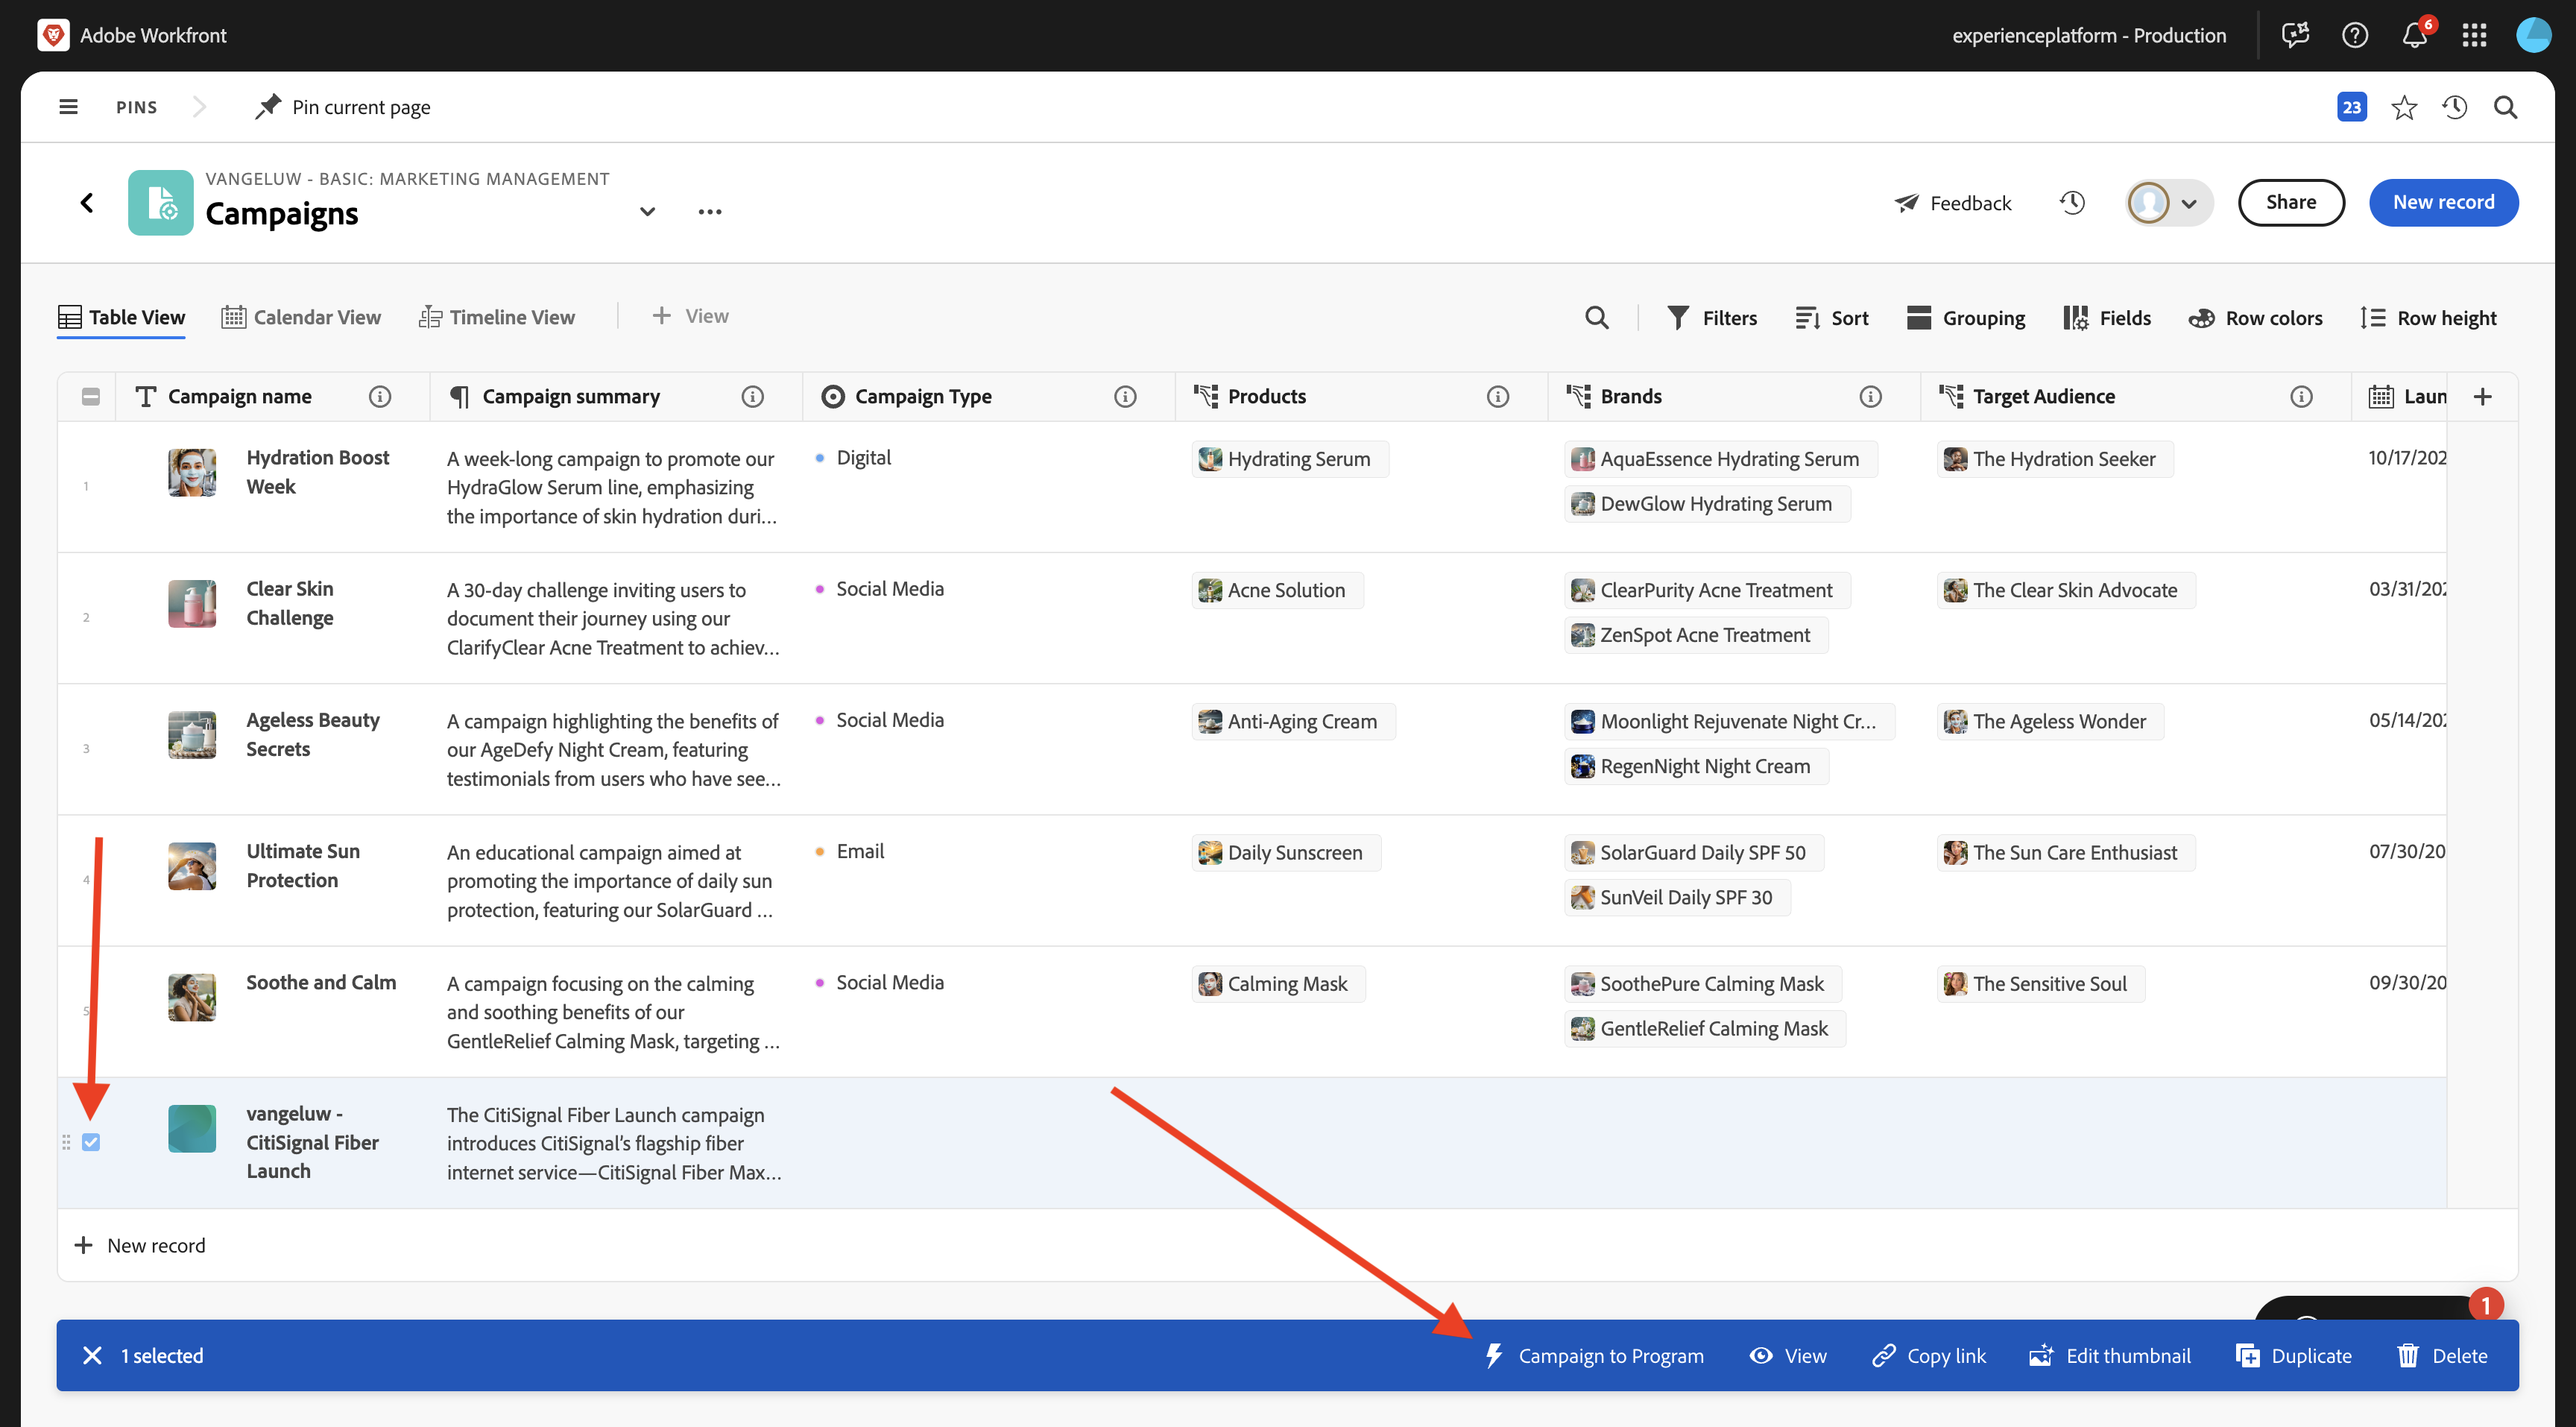 Adobe Workfront
experienceplatform - Production
6
PINS
Pin current page
23
VANGELUW - BASIC: MARKETING MANAGEMENT
Campaigns
Feedback
Share
New record
Table View
Calendar View
Timeline View
View
Filters
Sort
Grouping
Fields
Row colors
Row height
Campaign name
Campaign summary
Campaign Type
Products
Brands
Target Audience
Laun
1
Hydration Boost
Week
A week-long campaign to promote our
HydraGlow Serum line, emphasizing
the importance of skin hydration duri...
Digital
Hydrating Serum
AquaEssence Hydrating Serum
DewGlow Hydrating Serum
The Hydration Seeker
10/17/202
2
Clear Skin
Challenge
A 30-day challenge inviting users to
document their journey using our
ClarifyClear Acne Treatment to achiev...
Social Media
Acne Solution
ClearPurity Acne Treatment
ZenSpot Acne Treatment
The Clear Skin Advocate
03/31/202
3
Ageless Beauty
Secrets
A campaign highlighting the benefits of
our AgeDefy Night Cream, featuring
testimonials from users who have see...
Social Media
Anti-Aging Cream
Moonlight Rejuvenate Night Cr...
RegenNight Night Cream
The Ageless Wonder
05/14/202
4
Ultimate Sun
Protection
An educational campaign aimed at
promoting the importance of daily sun
protection, featuring our SolarGuard ...
Email
Daily Sunscreen
SolarGuard Daily SPF 50
SunVeil Daily SPF 30
The Sun Care Enthusiast
07/30/20
5
Soothe and Calm
A campaign focusing on the calming
and soothing benefits of our
GentleRelief Calming Mask, targeting ...
Social Media
Calming Mask
SoothePure Calming Mask
GentleRelief Calming Mask
The Sensitive Soul
09/30/20
vangeluw -
CitiSignal Fiber
Launch
The CitiSignal Fiber Launch campaign
introduces CitiSignal's flagship fiber
internet service—CitiSignal Fiber Max...
New record
1
1 selected
Campaign to Program
View
Copy link
Edit thumbnail
Duplicate
Delete